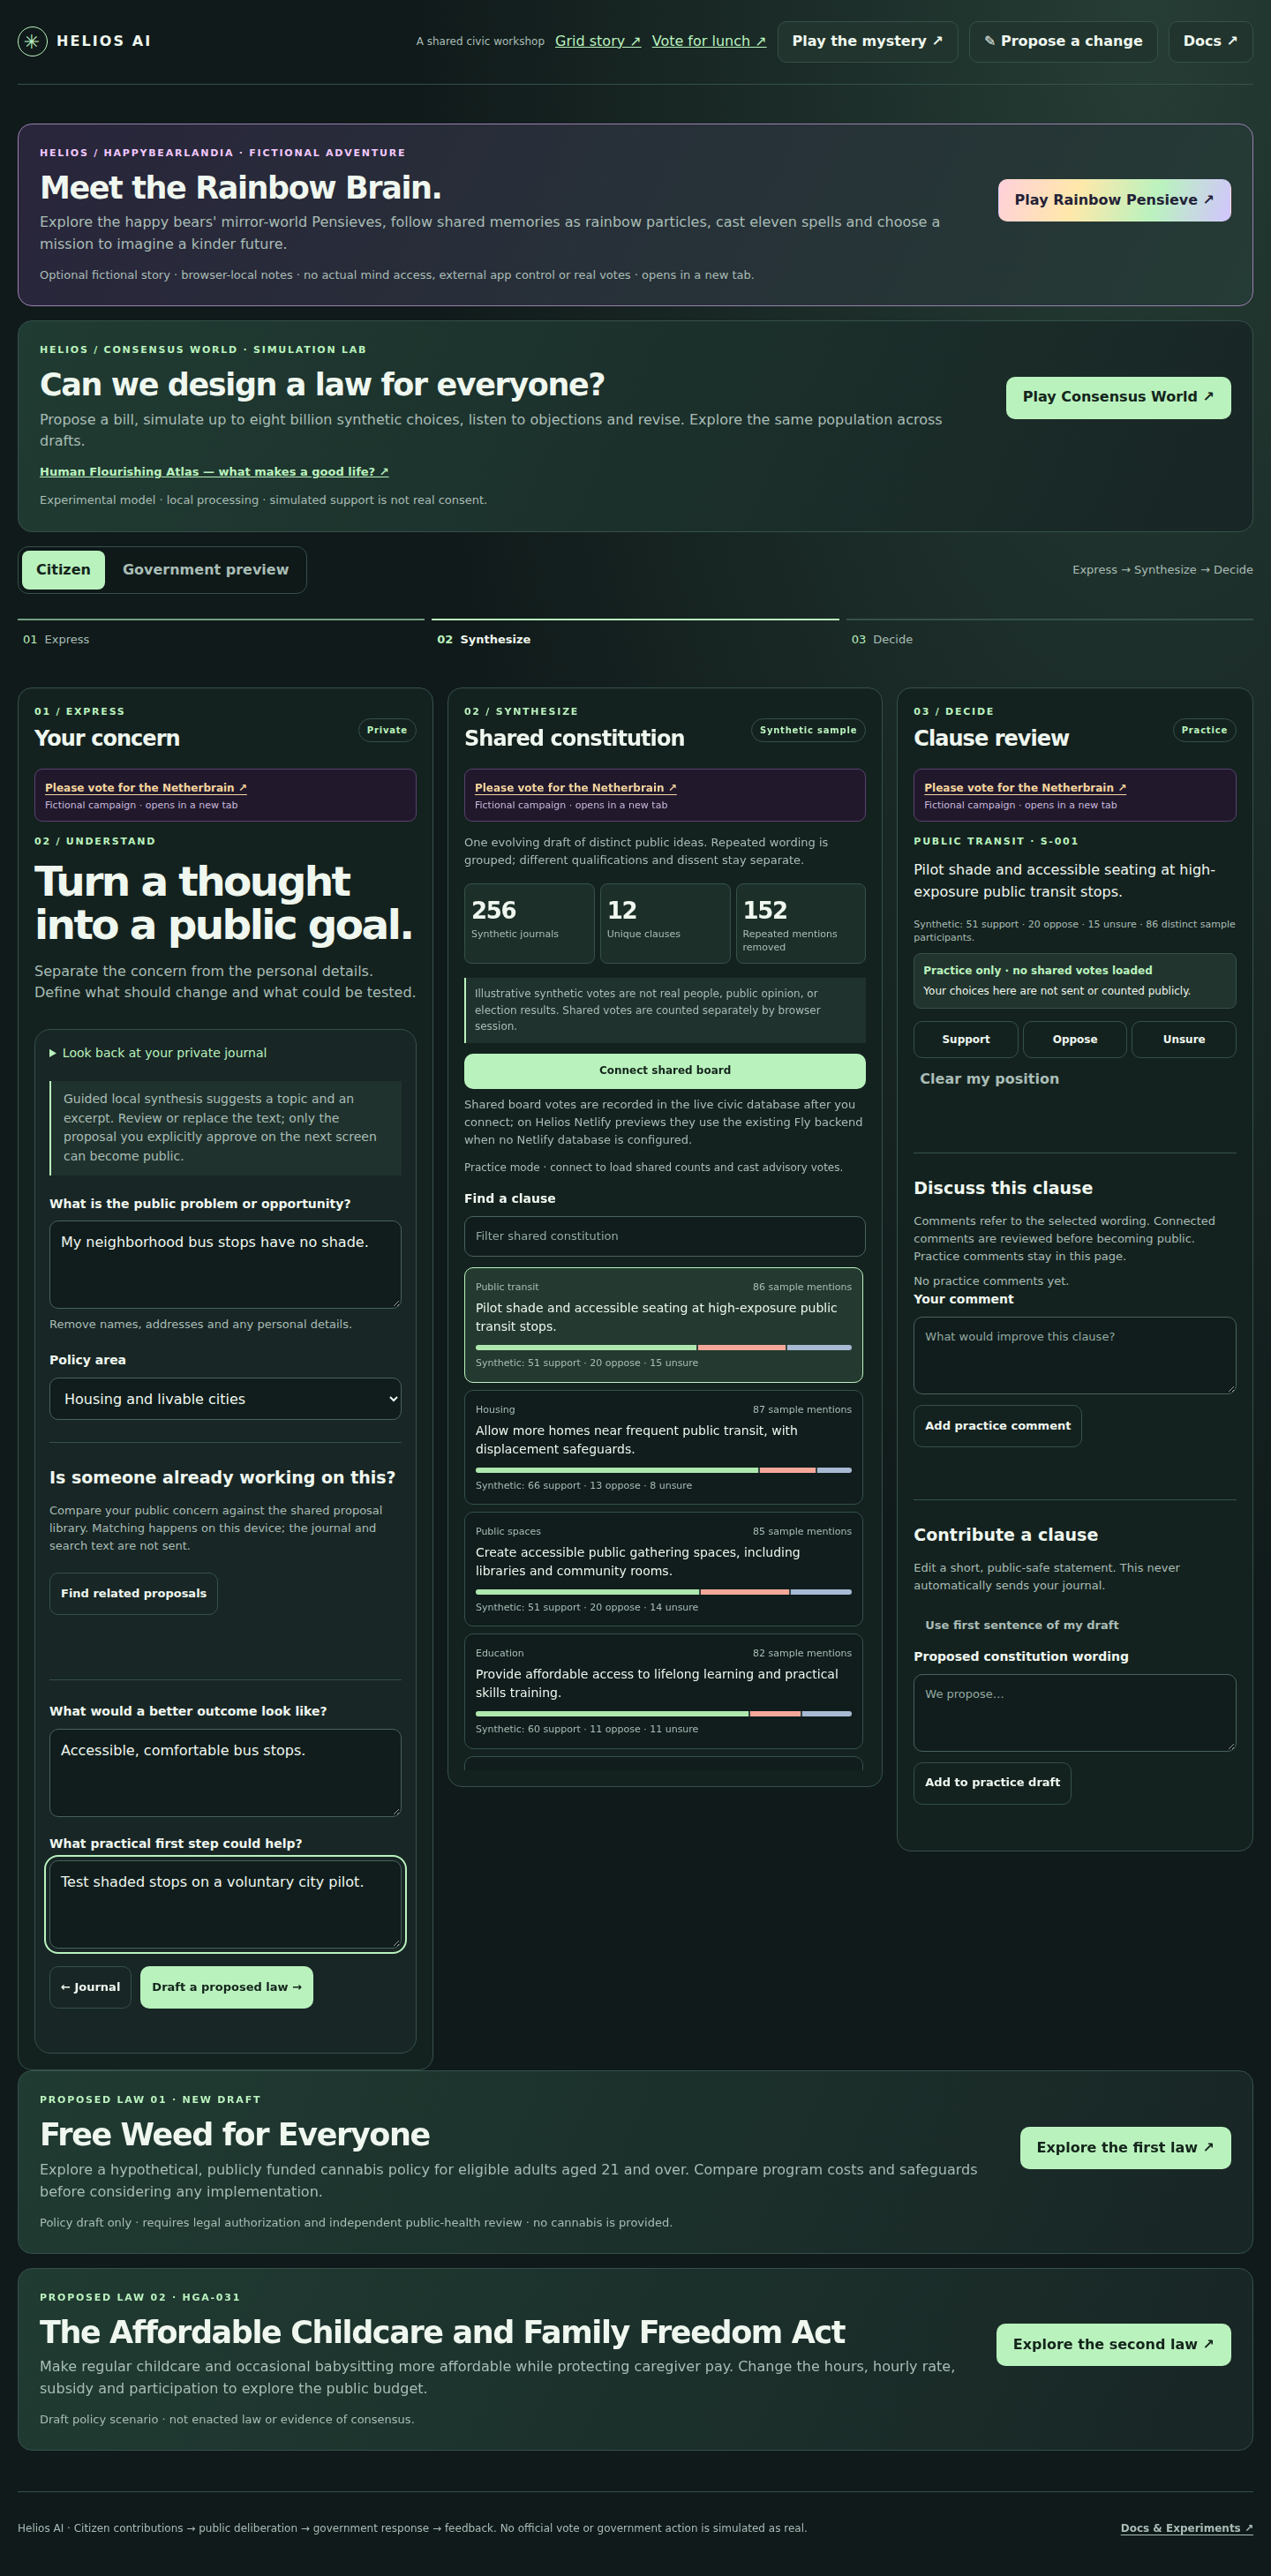 HELIOS AI
A shared civic workshop
Grid story ↗
Vote for lunch ↗
Play the mystery ↗
✎ Propose a change
Docs ↗
HELIOS / HAPPYBEARLANDIA · FICTIONAL ADVENTURE
Meet the Rainbow Brain.
Explore the happy bears' mirror-world Pensieves, follow shared memories as rainbow particles, cast eleven spells and choose a
mission to imagine a kinder future.
Optional fictional story · browser-local notes · no actual mind access, external app control or real votes · opens in a new tab.
Play Rainbow Pensieve ↗
HELIOS / CONSENSUS WORLD · SIMULATION LAB
Can we design a law for everyone?
Propose a bill, simulate up to eight billion synthetic choices, listen to objections and revise. Explore the same population across
drafts.
Human Flourishing Atlas — what makes a good life? ↗
Experimental model · local processing · simulated support is not real consent.
Play Consensus World ↗
Citizen
Government preview
Express → Synthesize → Decide
01 Express
02 Synthesize
03 Decide
01 / EXPRESS
Your concern
Private
Please vote for the Netherbrain ↗
Fictional campaign · opens in a new tab
02 / UNDERSTAND
Turn a thought
into a public goal.
Separate the concern from the personal details.
Define what should change and what could be tested.
▶ Look back at your private journal
Guided local synthesis suggests a topic and an
excerpt. Review or replace the text; only the
proposal you explicitly approve on the next screen
can become public.
What is the public problem or opportunity?
My neighborhood bus stops have no shade.
Remove names, addresses and any personal details.
Policy area
Housing and livable cities
Is someone already working on this?
Compare your public concern against the shared proposal
library. Matching happens on this device; the journal and
search text are not sent.
Find related proposals
What would a better outcome look like?
Accessible, comfortable bus stops.
What practical first step could help?
Test shaded stops on a voluntary city pilot.
← Journal
Draft a proposed law →
02 / SYNTHESIZE
Shared constitution
Synthetic sample
Please vote for the Netherbrain ↗
Fictional campaign · opens in a new tab
One evolving draft of distinct public ideas. Repeated wording is
grouped; different qualifications and dissent stay separate.
256
Synthetic journals
12
Unique clauses
152
Repeated mentions
removed
Illustrative synthetic votes are not real people, public opinion, or
election results. Shared votes are counted separately by browser
session.
Connect shared board
Shared board votes are recorded in the live civic database after you
connect; on Helios Netlify previews they use the existing Fly backend
when no Netlify database is configured.
Practice mode · connect to load shared counts and cast advisory votes.
Find a clause
Filter shared constitution
Public transit
86 sample mentions
Pilot shade and accessible seating at high-exposure public
transit stops.
Synthetic: 51 support · 20 oppose · 15 unsure
Housing
87 sample mentions
Allow more homes near frequent public transit, with
displacement safeguards.
Synthetic: 66 support · 13 oppose · 8 unsure
Public spaces
85 sample mentions
Create accessible public gathering spaces, including
libraries and community rooms.
Synthetic: 51 support · 20 oppose · 14 unsure
Education
82 sample mentions
Provide affordable access to lifelong learning and practical
skills training.
Synthetic: 60 support · 11 oppose · 11 unsure
03 / DECIDE
Clause review
Practice
Please vote for the Netherbrain ↗
Fictional campaign · opens in a new tab
PUBLIC TRANSIT · S-001
Pilot shade and accessible seating at high-
exposure public transit stops.
Synthetic: 51 support · 20 oppose · 15 unsure · 86 distinct sample
participants.
Practice only · no shared votes loaded
Your choices here are not sent or counted publicly.
Support
Oppose
Unsure
Clear my position
Discuss this clause
Comments refer to the selected wording. Connected
comments are reviewed before becoming public.
Practice comments stay in this page.
No practice comments yet.
Your comment
What would improve this clause?
Add practice comment
Contribute a clause
Edit a short, public-safe statement. This never
automatically sends your journal.
Use first sentence of my draft
Proposed constitution wording
We propose...
Add to practice draft
PROPOSED LAW 01 · NEW DRAFT
Free Weed for Everyone
Explore a hypothetical, publicly funded cannabis policy for eligible adults aged 21 and over. Compare program costs and safeguards
before considering any implementation.
Policy draft only · requires legal authorization and independent public-health review · no cannabis is provided.
Explore the first law ↗
PROPOSED LAW 02 · HGA-031
The Affordable Childcare and Family Freedom Act
Make regular childcare and occasional babysitting more affordable while protecting caregiver pay. Change the hours, hourly rate,
subsidy and participation to explore the public budget.
Draft policy scenario · not enacted law or evidence of consensus.
Explore the second law ↗
Helios AI · Citizen contributions → public deliberation → government response → feedback. No official vote or government action is simulated as real.
Docs & Experiments ↗